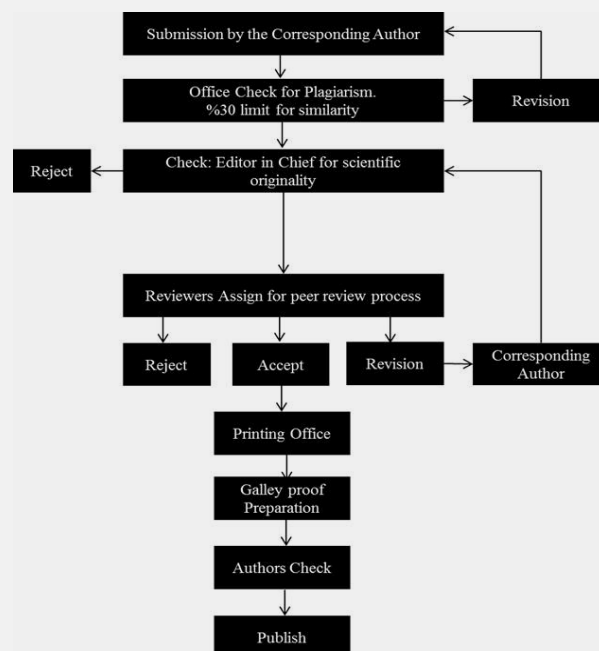 Submission by the Corresponding Author
Office Check for Plagiarism.
%30 limit for similarity
Revision
Reject
Check: Editor in Chief for scientific
originality
Reviewers Assign for peer review process
Reject
Accept
Revision
Corresponding
Author
Printing Office
Galley proof
Preparation
Authors Check
Publish